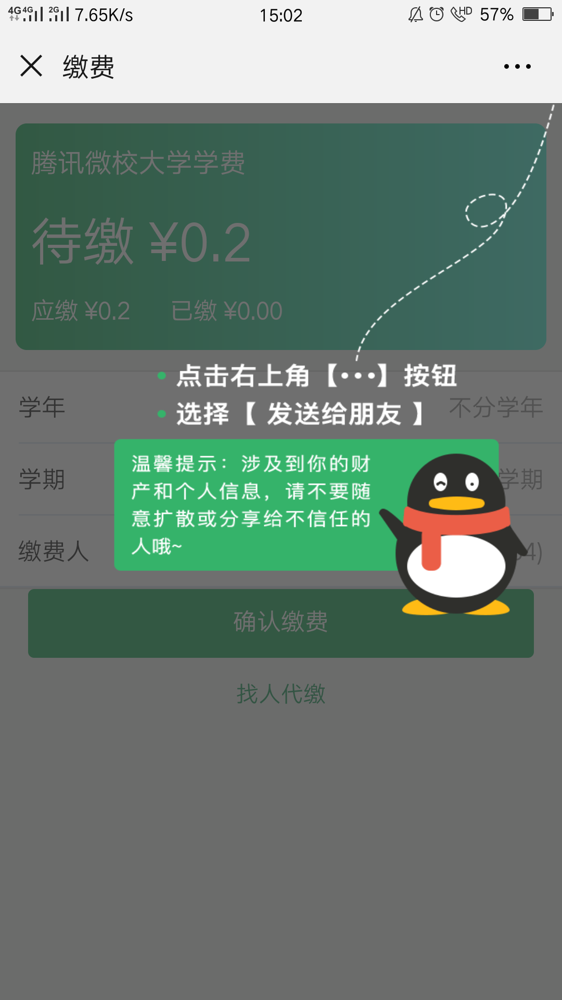 4G 4G 2G 7.65K/s 15:02 HD 57%
缴费
腾讯微校大学学费
待缴 ¥0.2
应缴 ¥0.2 已缴 ¥0.00
点击右上角【•••】按钮
学年 不分学年
选择【 发送给朋友 】
温馨提示：涉及到你的财
产和个人信息，请不要随
学期 学期
意扩散或分享给不信任的
人哦~
缴费人 4)
确认缴费
找人代缴